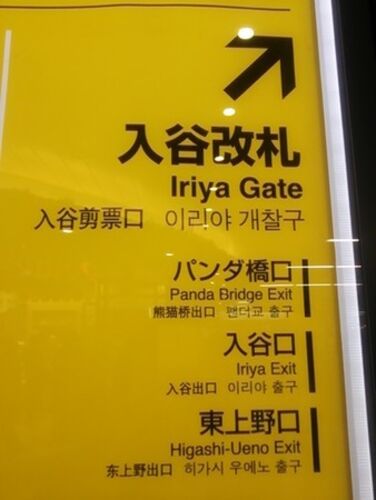 入谷改札
Iriya Gate
入谷剪票口 이리야 개찰구
パンダ橋口
Panda Bridge Exit
熊猫桥出口 팬더교 출구
入谷口
Iriya Exit
入谷出口 이리야 출구
東上野口
Higashi-Ueno Exit
东上野出口 히가시 우에노 출구